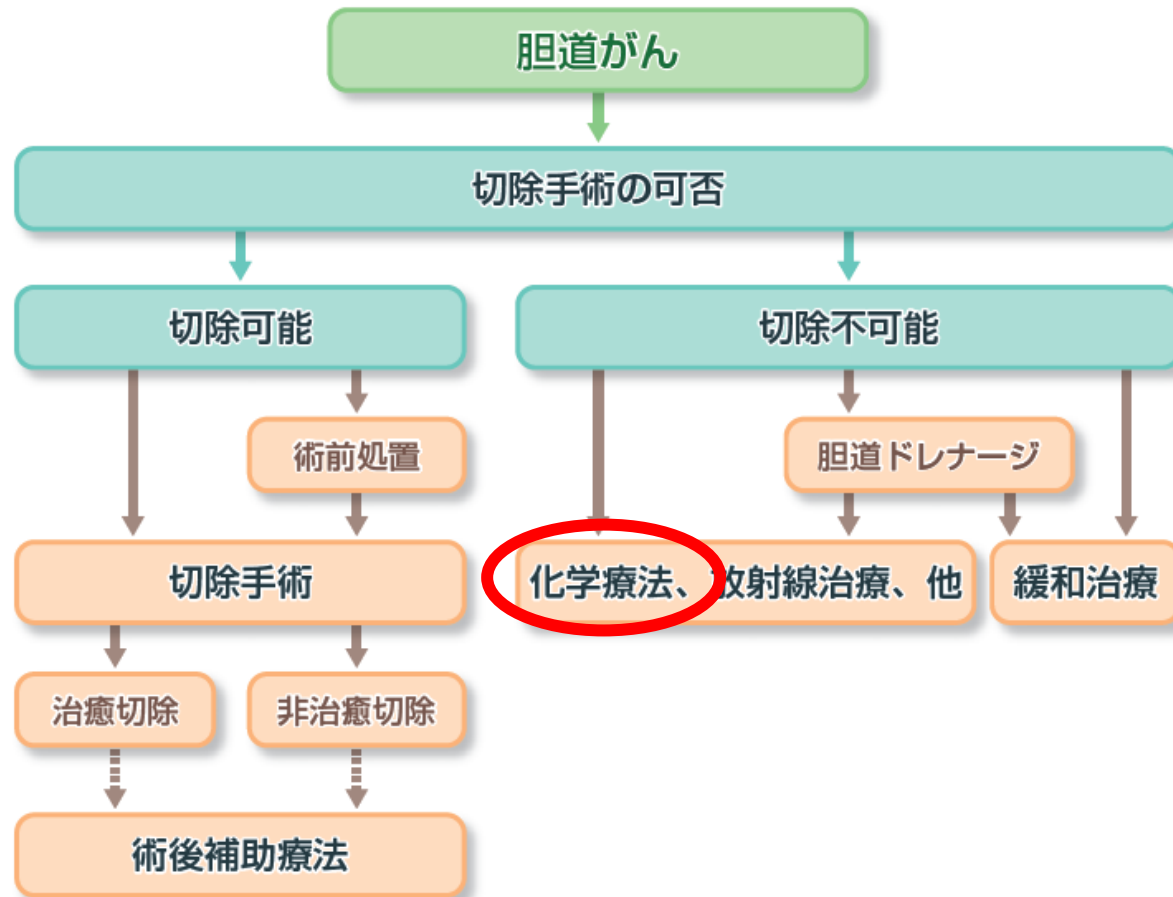 胆道がん
切除手術の可否
切除可能
切除不可能
術前処置
胆道ドレナージ
切除手術
化学療法、放射線治療、他
緩和治療
治癒切除
非治癒切除
術後補助療法